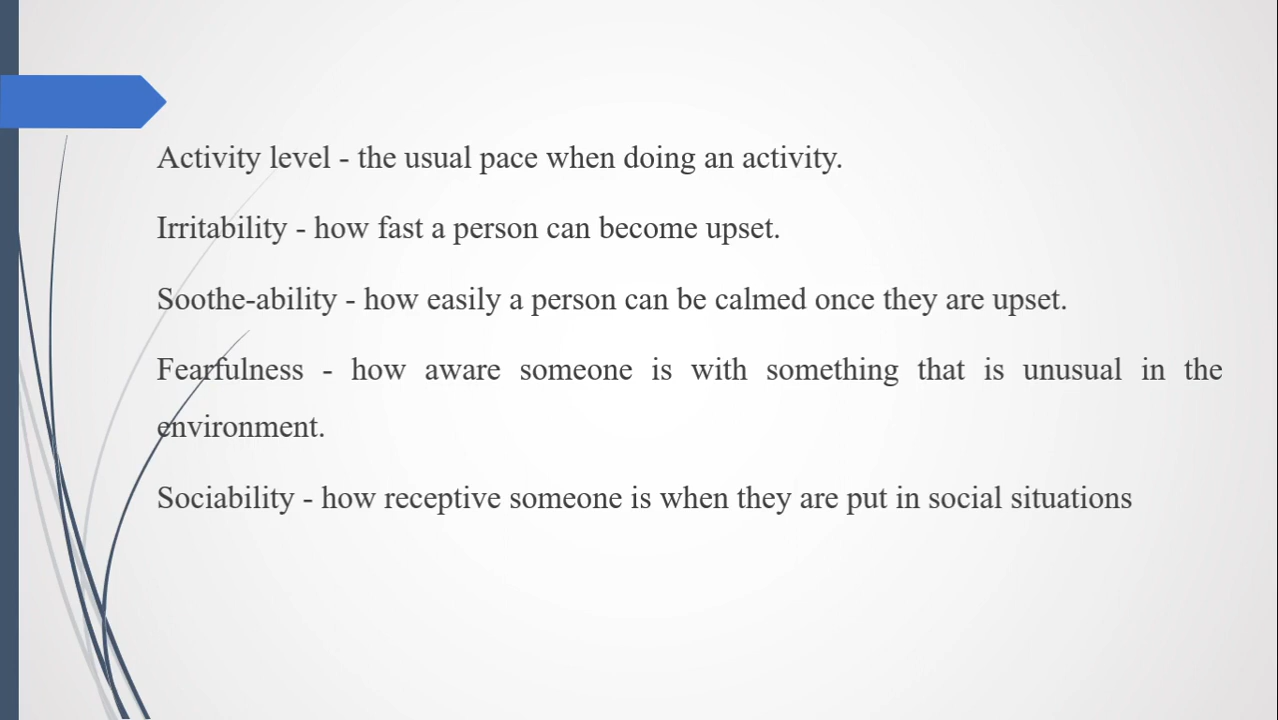 Activity level - the usual pace when doing an activity.
Irritability - how fast a person can become upset.
Soothe-ability - how easily a person can be calmed once they are upset.
Fearfulness - how aware someone is with something that is unusual in the
environment.
Sociability - how receptive someone is when they are put in social situations